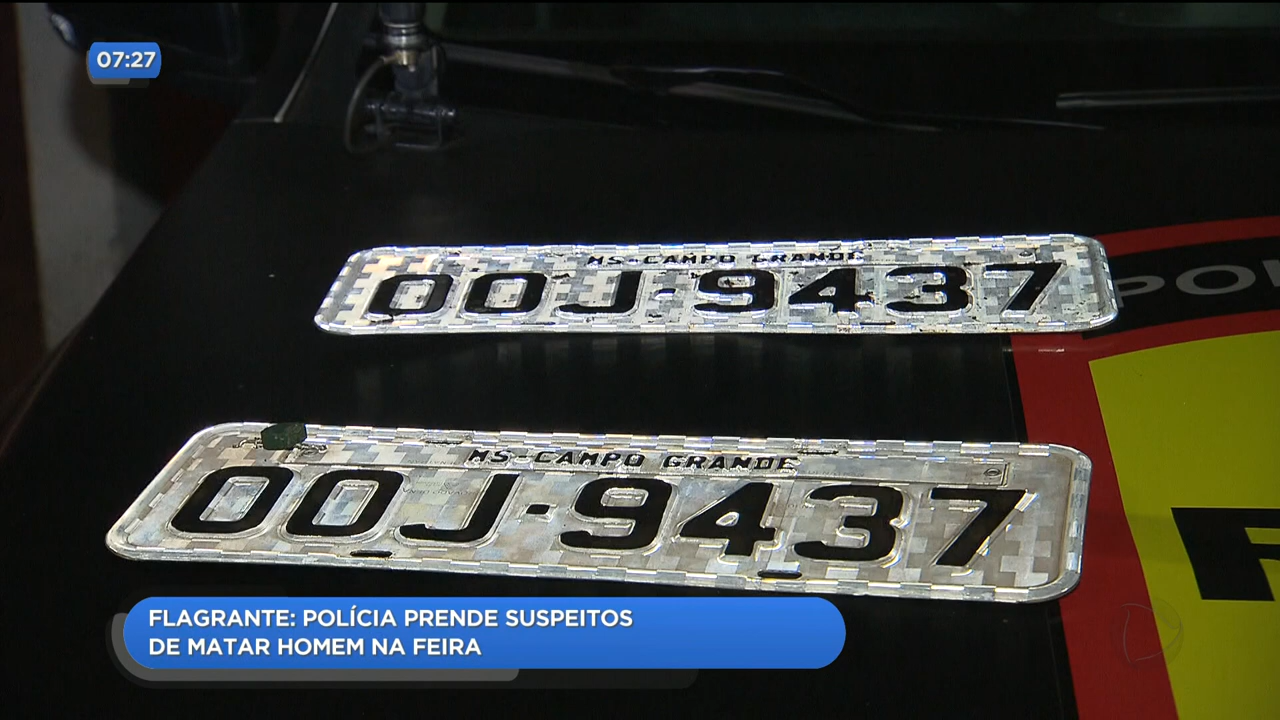 07:27
MS-CAMPO GRANDE
OOJ·9437
MS-CAMPO GRANDE
OOJ·9437
FLAGRANTE: POLÍCIA PRENDE SUSPEITOS
DE MATAR HOMEM NA FEIRA